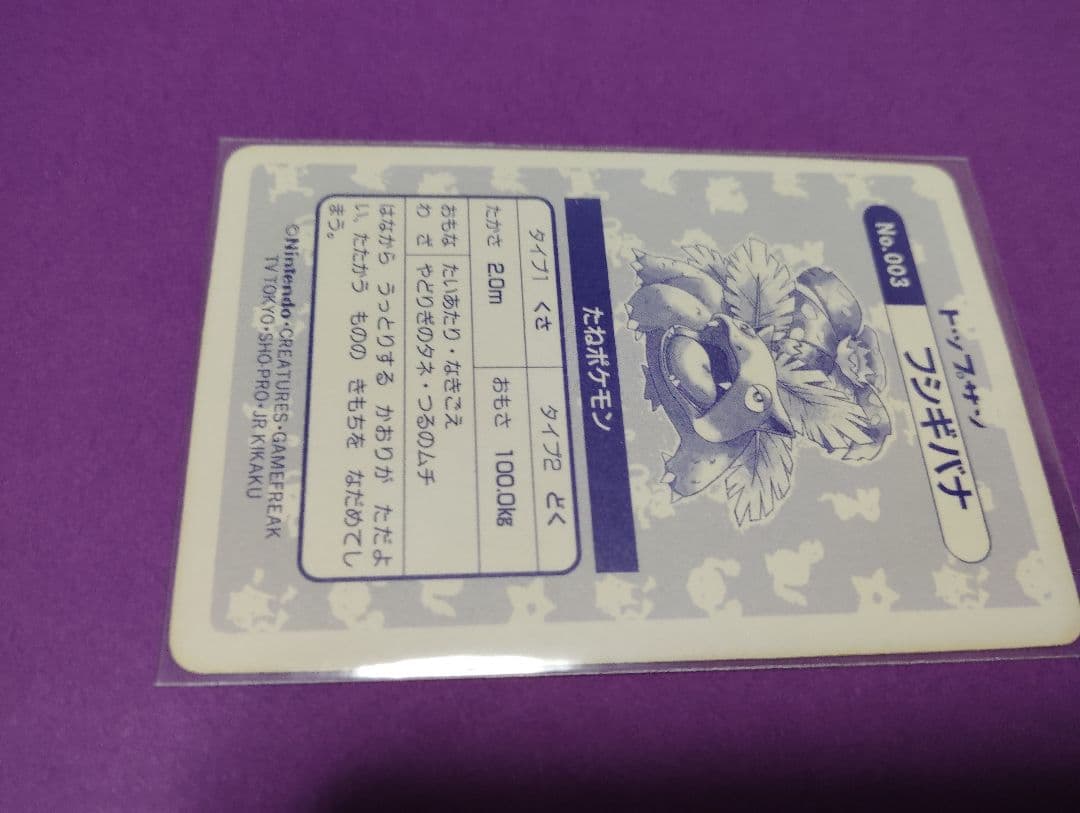 トップサン
No.003 フシギバナ
たねポケモン
タイプ1 くさ タイプ2 どく
たかさ 2.0m おもさ 100.0kg
おもな たいあたり・なきごえ
わ ざ やどりぎのタネ・つるのムチ
はなから うっとりする かおりが ただよ
い、たたかう ものの きもちを なだめてし
まう。
©Nintendo・CREATURES・GAMEFREAK
TV TOKYO・SHO-PRO・JR KIKAKU